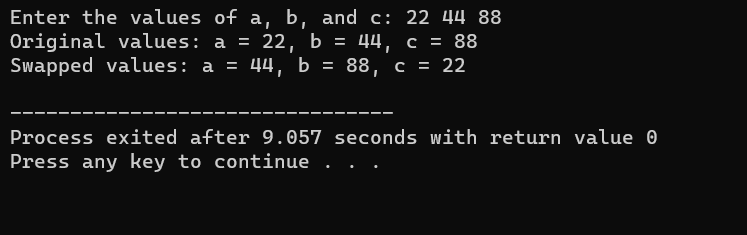 Enter the values of a, b, and c: 22 44 88
Original values: a = 22, b = 44, c = 88
Swapped values: a = 44, b = 88, c = 22
--------------------------------
Process exited after 9.057 seconds with return value 0
Press any key to continue . . .